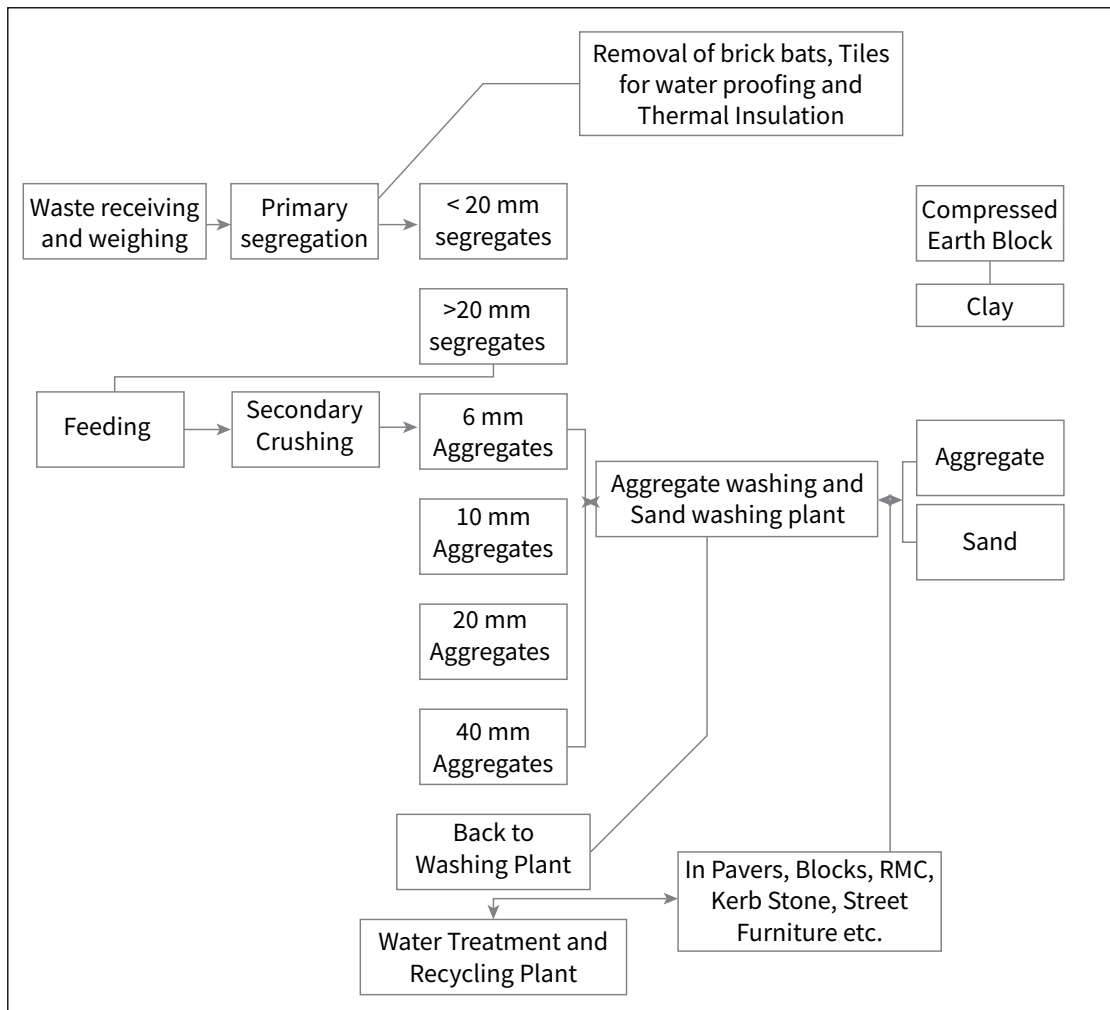 Removal of brick bats, Tiles
for water proofing and
Thermal Insulation
Waste receiving
and weighing
Primary
segregation
< 20 mm
segregates
Compressed
Earth Block
>20 mm
segregates
Clay
Feeding
Secondary
Crushing
6 mm
Aggregates
Aggregate washing and
Sand washing plant
Aggregate
10 mm
Aggregates
Sand
20 mm
Aggregates
40 mm
Aggregates
Back to
Washing Plant
In Pavers, Blocks, RMC,
Kerb Stone, Street
Furniture etc.
Water Treatment and
Recycling Plant